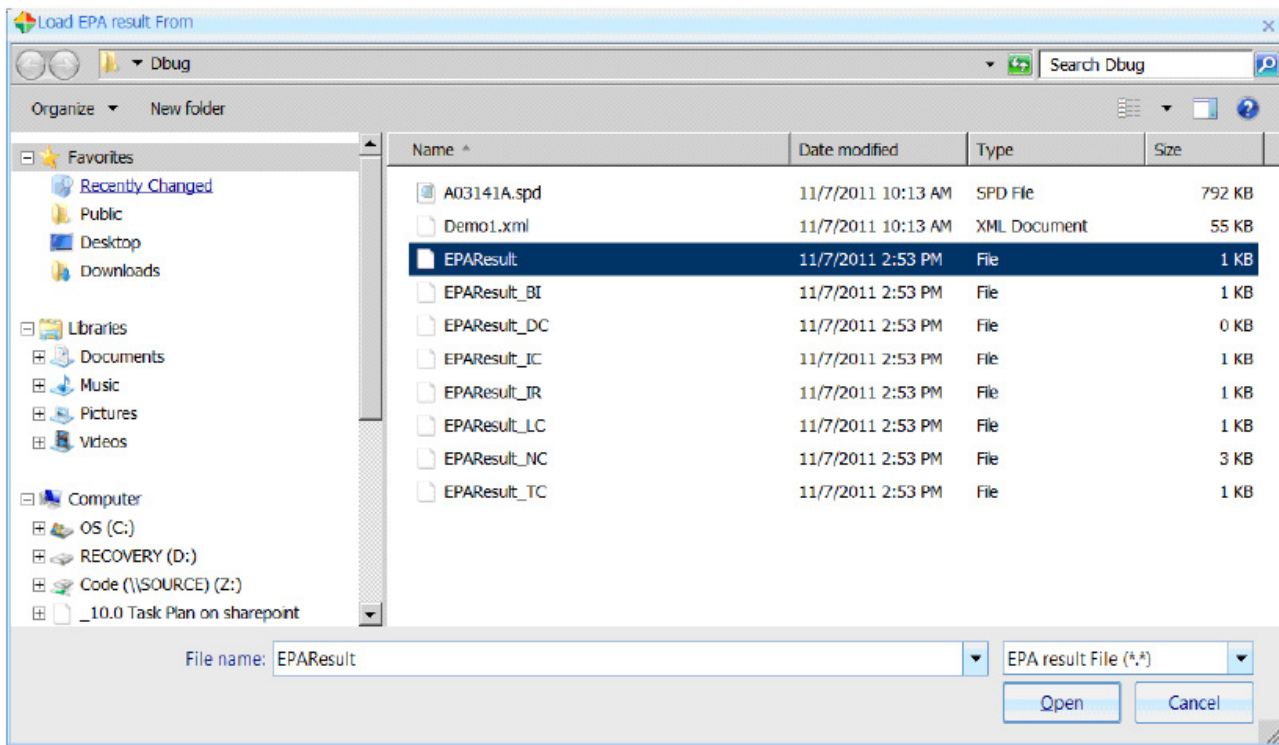 Load EPA result From
Dbug
Search Dbug
Organize
New folder
Favorites
Recently Changed
Public
Desktop
Downloads
Libraries
Documents
Music
Pictures
Videos
Computer
OS (C:)
RECOVERY (D:)
Code (\\SOURCE) (Z:)
_10.0 Task Plan on sharepoint
Name Date modified Type Size
A03141A.spd 11/7/2011 10:13 AM SPD File 792 KB
Demo1.xml 11/7/2011 10:13 AM XML Document 55 KB
EPAResult 11/7/2011 2:53 PM File 1 KB
EPAResult_BI 11/7/2011 2:53 PM File 1 KB
EPAResult_DC 11/7/2011 2:53 PM File 0 KB
EPAResult_IC 11/7/2011 2:53 PM File 1 KB
EPAResult_IR 11/7/2011 2:53 PM File 1 KB
EPAResult_LC 11/7/2011 2:53 PM File 1 KB
EPAResult_NC 11/7/2011 2:53 PM File 3 KB
EPAResult_TC 11/7/2011 2:53 PM File 1 KB
File name: EPAResult
EPA result File (*.*)
Open
Cancel